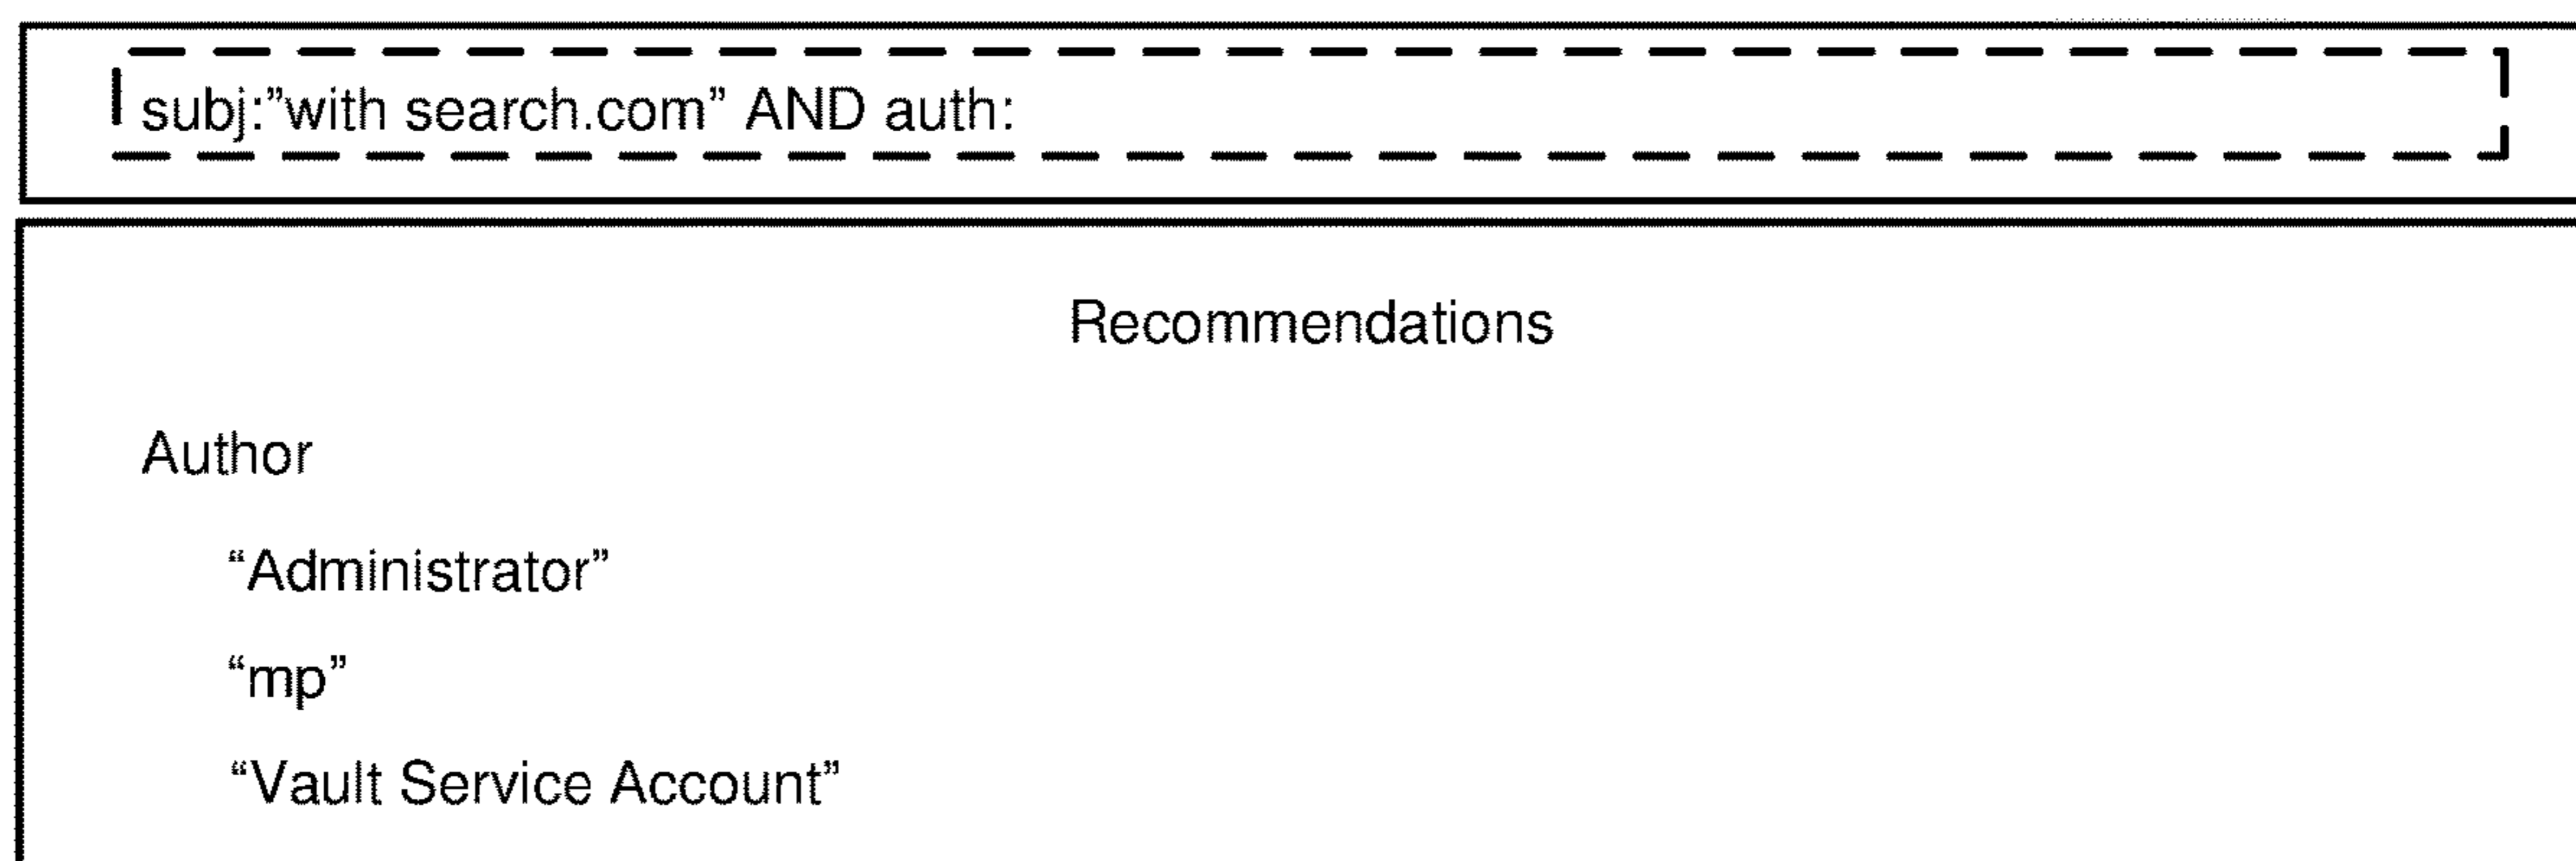 subj:”with search.com” AND auth:
Recommendations
Author
“Administrator”
“mp”
“Vault Service Account”